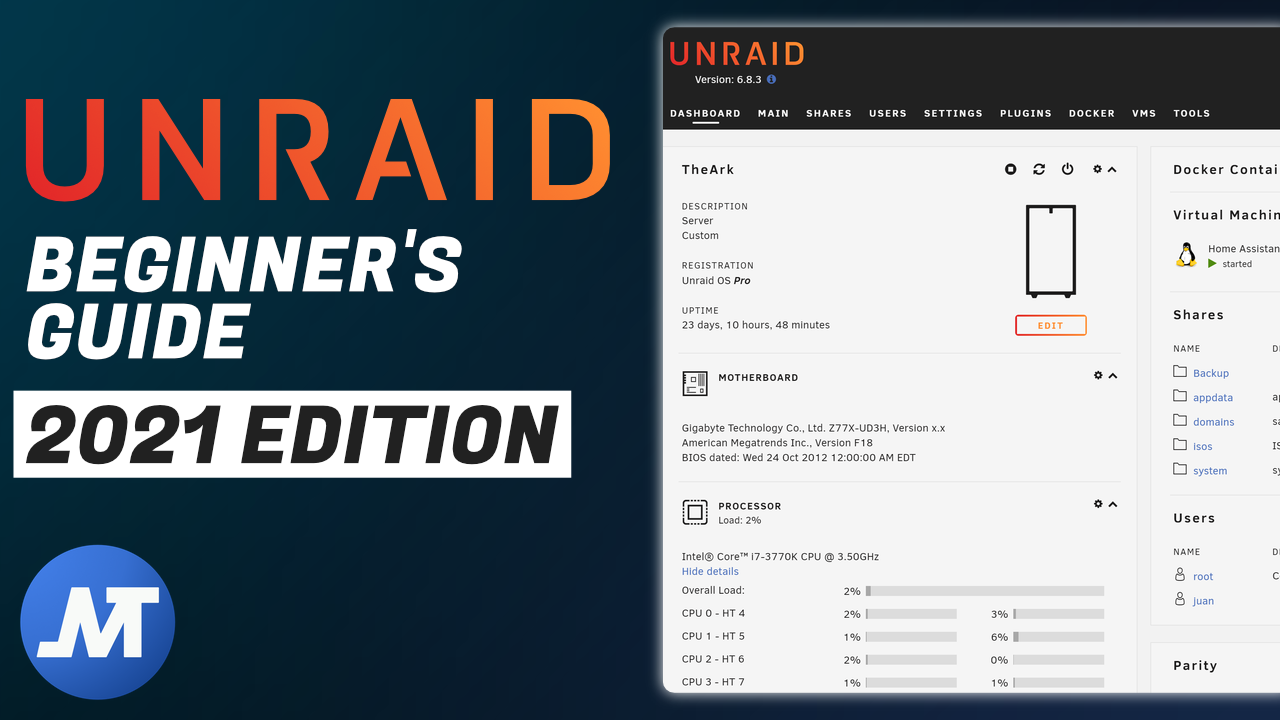 UNRAID
BEGINNER'S
GUIDE
2021 EDITION
MT
UNRAID
Version: 6.8.3
DASHBOARD MAIN SHARES USERS SETTINGS PLUGINS DOCKER VMS TOOLS
TheArk
DESCRIPTION
Server
Custom
REGISTRATION
Unraid OS Pro
UPTIME
23 days, 10 hours, 48 minutes
EDIT
MOTHERBOARD
Gigabyte Technology Co., Ltd. Z77X-UD3H, Version x.x
American Megatrends Inc., Version F18
BIOS dated: Wed 24 Oct 2012 12:00:00 AM EDT
PROCESSOR
Load: 2%
Intel® Core™ i7-3770K CPU @ 3.50GHz
Hide details
Overall Load: 2%
CPU 0 - HT 4 2% 3%
CPU 1 - HT 5 1% 6%
CPU 2 - HT 6 2% 0%
CPU 3 - HT 7 1% 1%
Docker Contai
Virtual Machin
Home Assistan
started
Shares
NAME
Backup
appdata
domains
isos
system
Users
NAME
root
juan
Parity